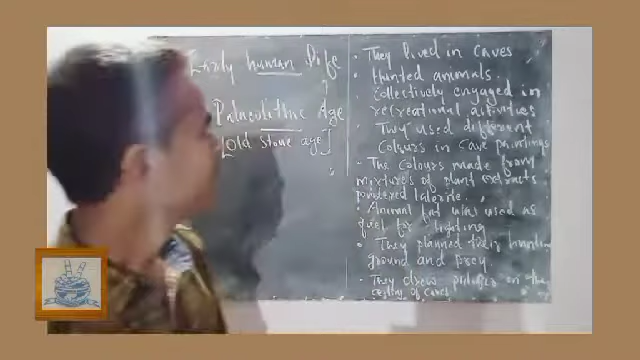 Early human life
Palaeolithic Age
[Old stone age]
• They lived in caves
• Hunted animals.
Collectively engaged in
recreational activities
They used different
colours in cave paintings
• The colours made from
mixtures of plant extracts
powdered
• Animal fat was used as
fuel for lighting
• They planned their hunting
ground and prey
• They drew pictures on the
ceiling of caves